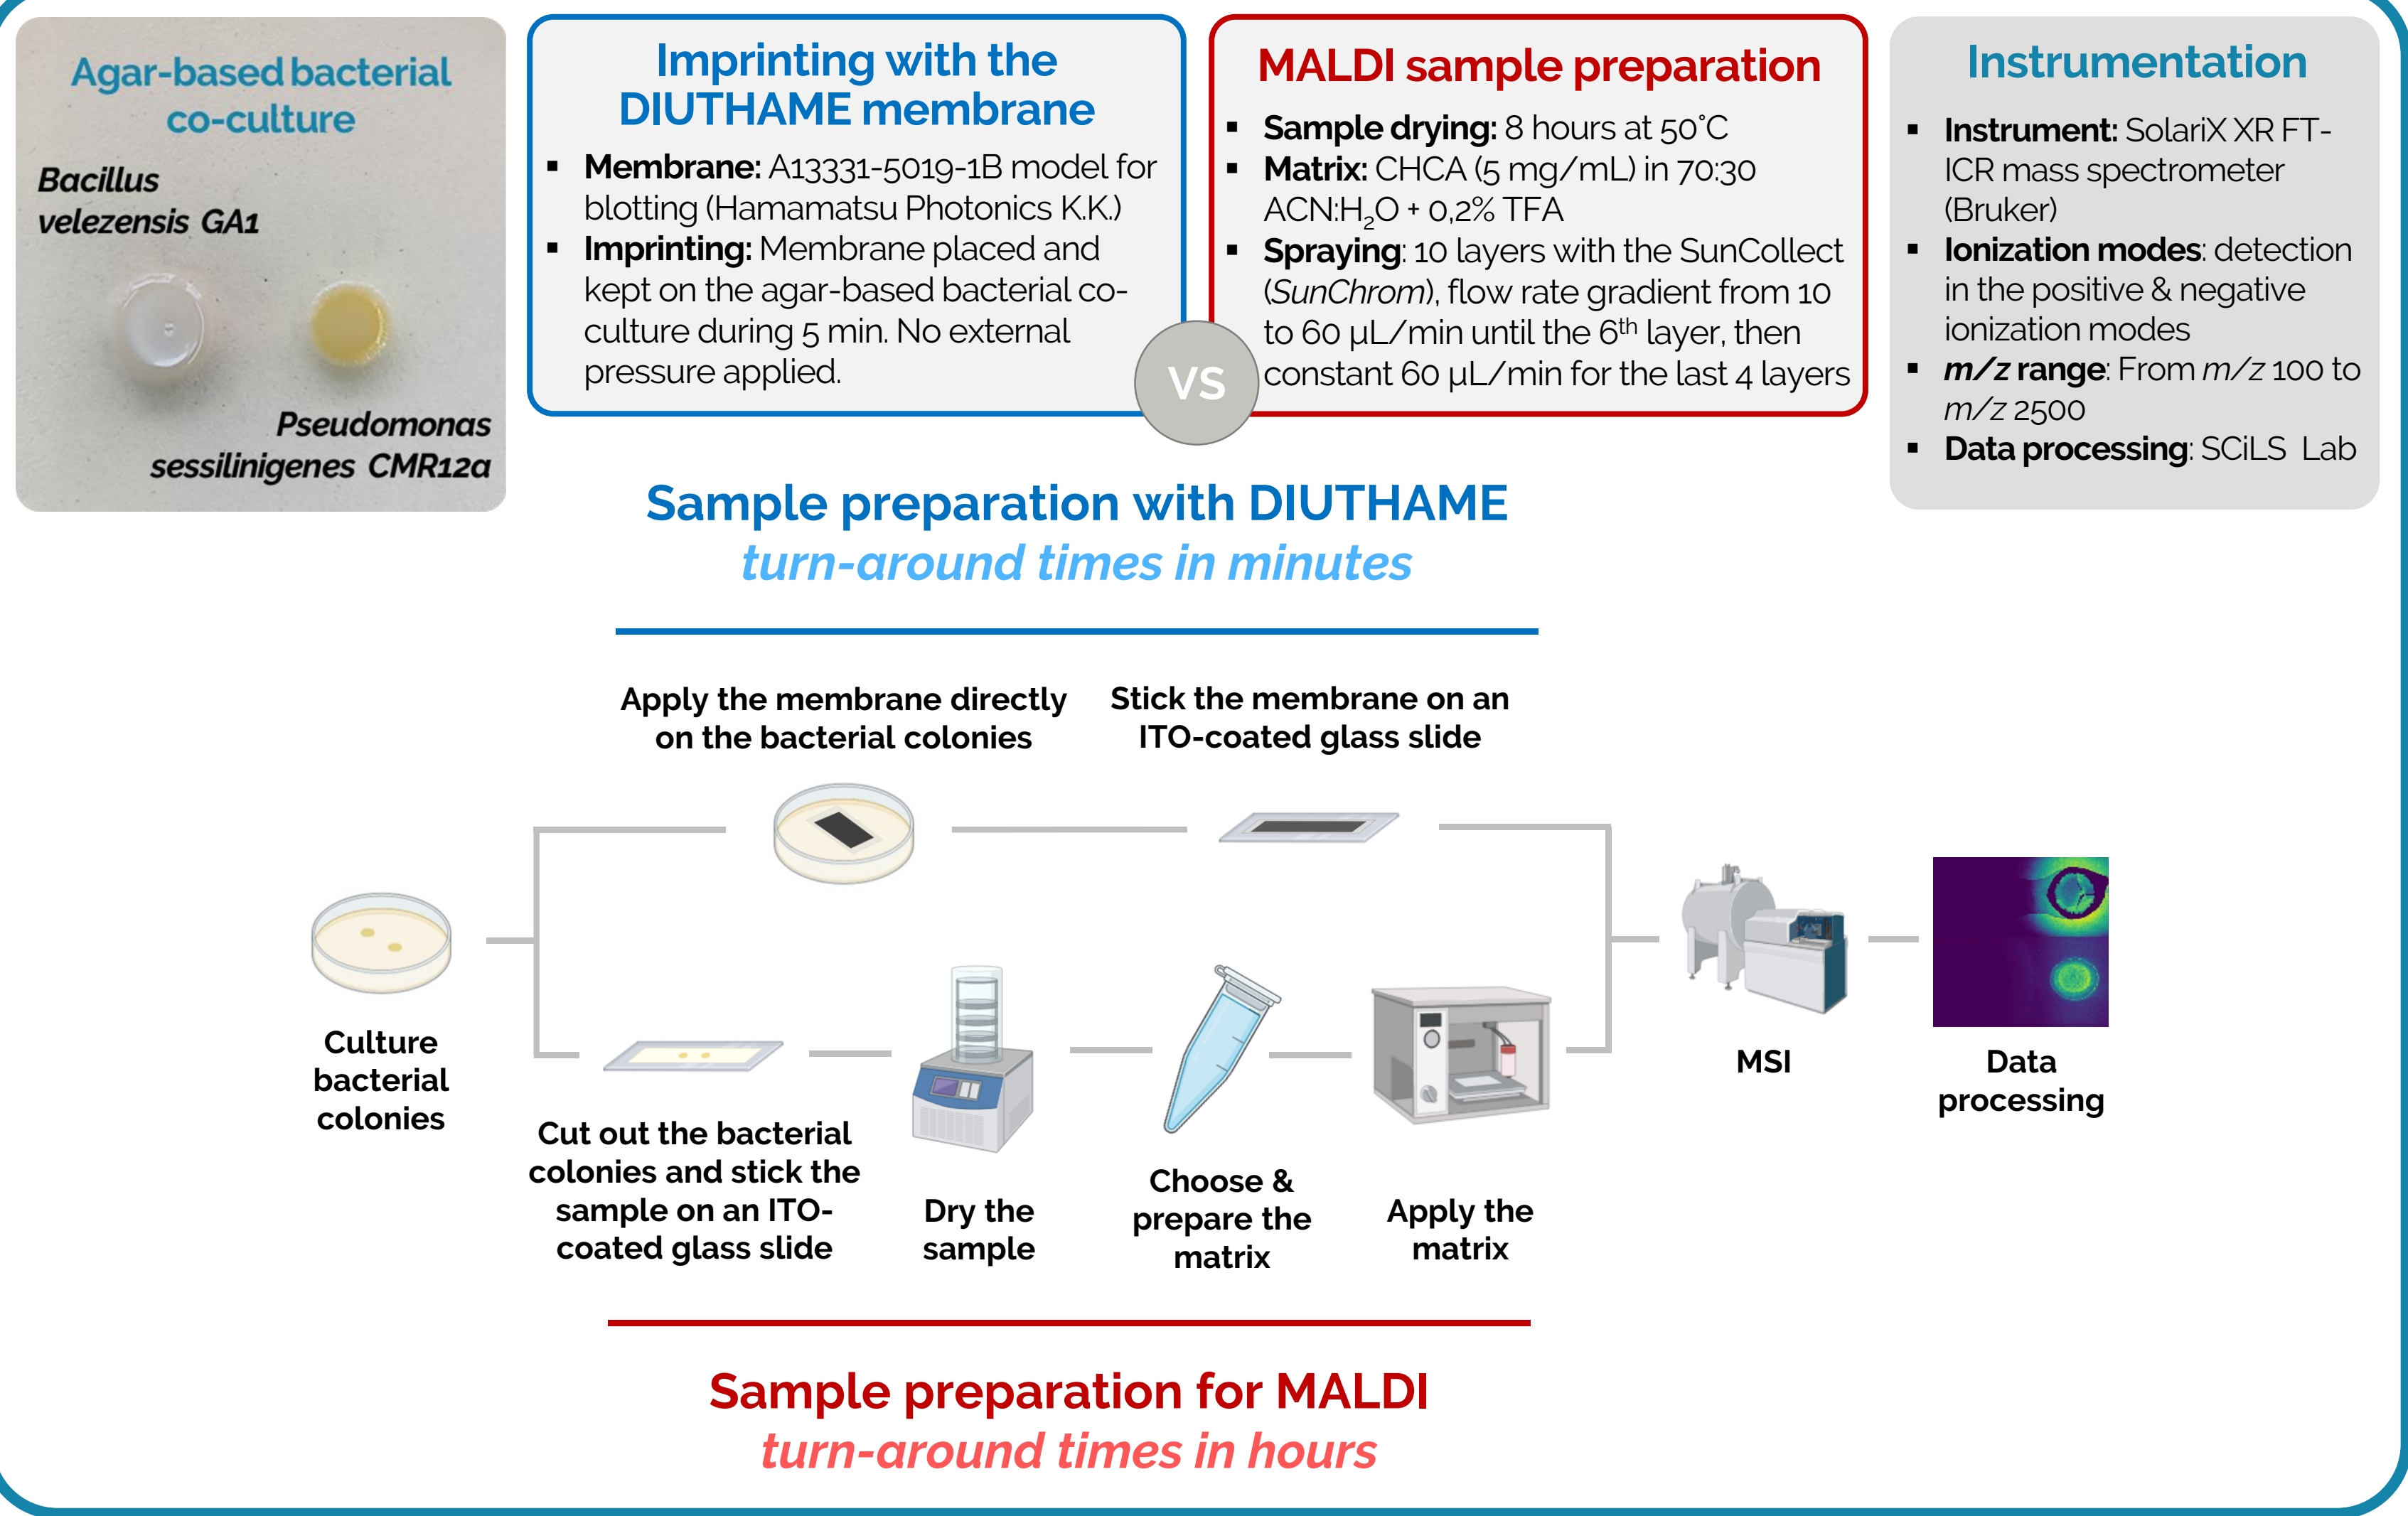 Agar-based bacterial
co-culture
Bacillus
velezensis GA1
Pseudomonas
sessilinigenes CMR12a
Imprinting with the
DIUTHAME membrane
▪ Membrane: A13331-5019-1B model for
blotting (Hamamatsu Photonics K.K.)
▪ Imprinting: Membrane placed and
kept on the agar-based bacterial co-
culture during 5 min. No external
pressure applied.
VS
MALDI sample preparation
▪ Sample drying: 8 hours at 50°C
▪ Matrix: CHCA (5 mg/mL) in 70:30
ACN:H₂O + 0,2% TFA
▪ Spraying: 10 layers with the SunCollect
(SunChrom), flow rate gradient from 10
to 60 µL/min until the 6th layer, then
constant 60 µL/min for the last 4 layers
Instrumentation
▪ Instrument: SolariX XR FT-
ICR mass spectrometer
(Bruker)
▪ Ionization modes: detection
in the positive & negative
ionization modes
▪ m/z range: From m/z 100 to
m/z 2500
▪ Data processing: SCiLS Lab
Sample preparation with DIUTHAME
turn-around times in minutes
Apply the membrane directly
on the bacterial colonies
Stick the membrane on an
ITO-coated glass slide
Culture
bacterial
colonies
Cut out the bacterial
colonies and stick the
sample on an ITO-
coated glass slide
Dry the
sample
Choose &
prepare the
matrix
Apply the
matrix
MSI
Data
processing
Sample preparation for MALDI
turn-around times in hours